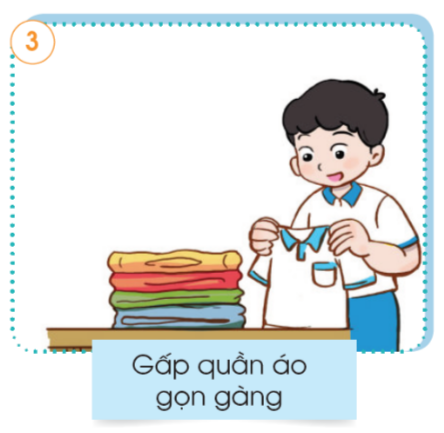 3
Gấp quần áo
gọn gàng